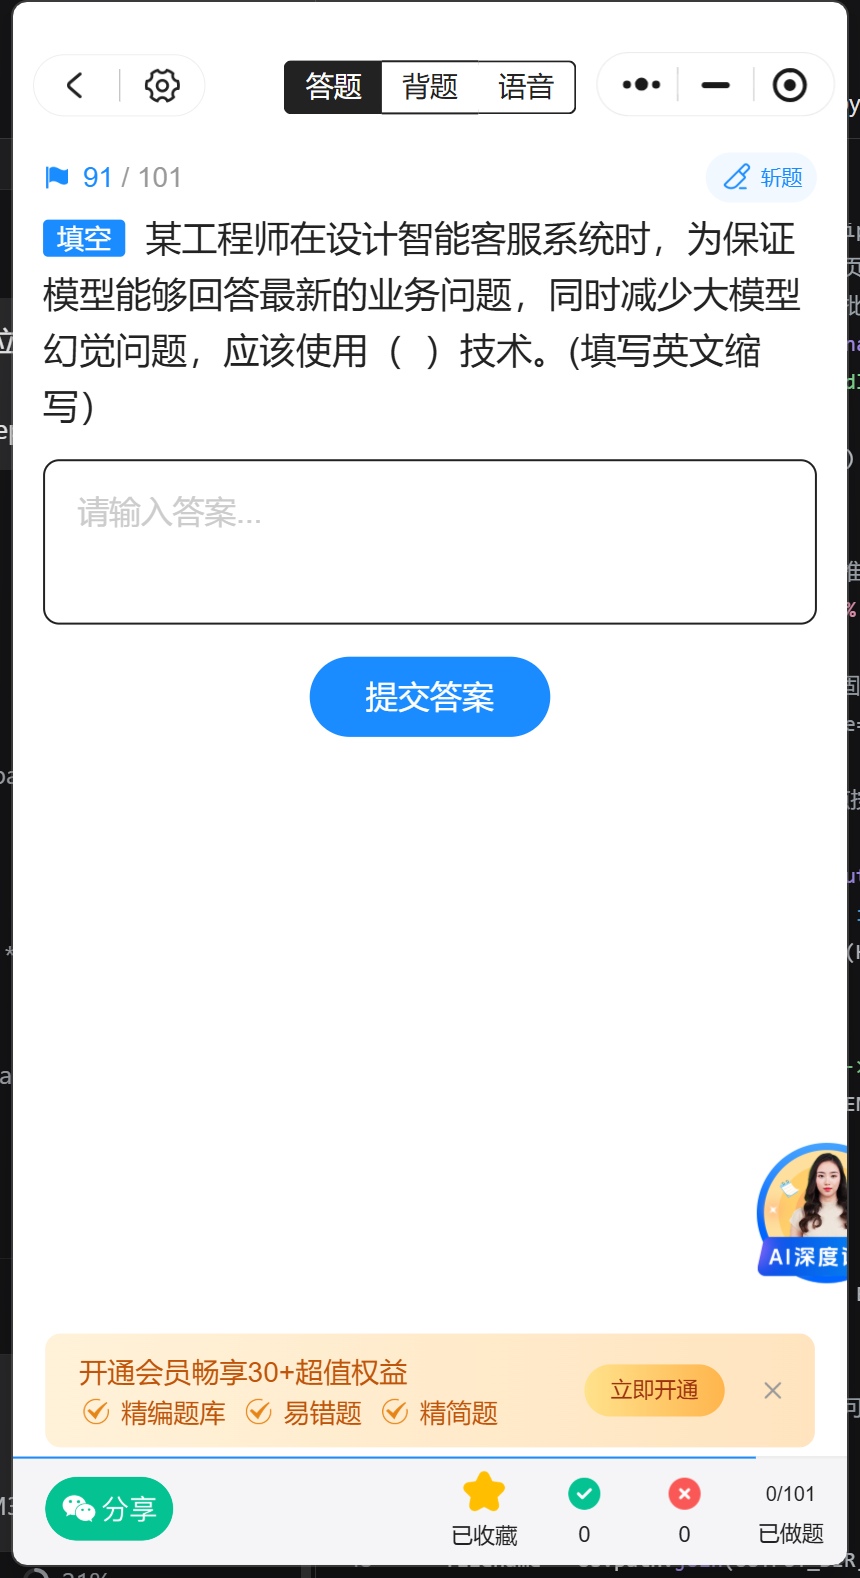 答题 背题 语音
91 / 101 斩题
填空 某工程师在设计智能客服系统时，为保证
模型能够回答最新的业务问题，同时减少大模型
幻觉问题，应该使用（ ）技术。(填写英文缩
写）
请输入答案...
提交答案
AI深度
开通会员畅享30+超值权益
立即开通
精编题库 易错题 精简题
分享
已收藏
0
0
0/101
已做题